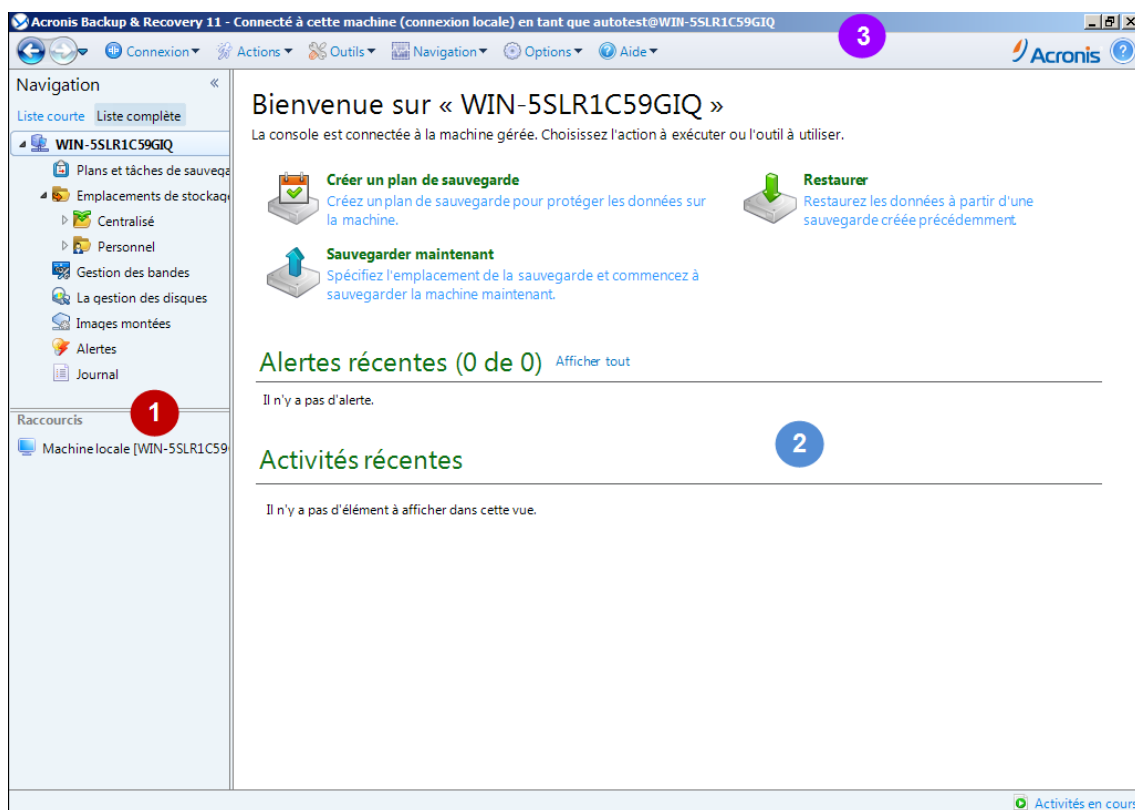 Acronis Backup & Recovery 11 - Connecté à cette machine (connexion locale) en tant que autotest@WIN-5SLR1C59GIQ
Connexion Actions Outils Navigation Options Aide
3
Acronis
?
Navigation
Liste courte Liste complète
WIN-5SLR1C59GIQ
Plans et tâches de sauvega
Emplacements de stockag
Centralisé
Personnel
Gestion des bandes
La gestion des disques
Images montées
Alertes
Journal
1
Raccourcis
Machine locale [WIN-5SLR1C59
Bienvenue sur « WIN-5SLR1C59GIQ »
La console est connectée à la machine gérée. Choisissez l'action à exécuter ou l'outil à utiliser.
Créer un plan de sauvegarde
Créez un plan de sauvegarde pour protéger les données sur
la machine.
Restaurer
Restaurez les données à partir d'une
sauvegarde créée précédemment.
Sauvegarder maintenant
Spécifiez l'emplacement de la sauvegarde et commencez à
sauvegarder la machine maintenant.
Alertes récentes (0 de 0) Afficher tout
Il n'y a pas d'alerte.
2
Activités récentes
Il n'y a pas d'élément à afficher dans cette vue.
Activités en cours